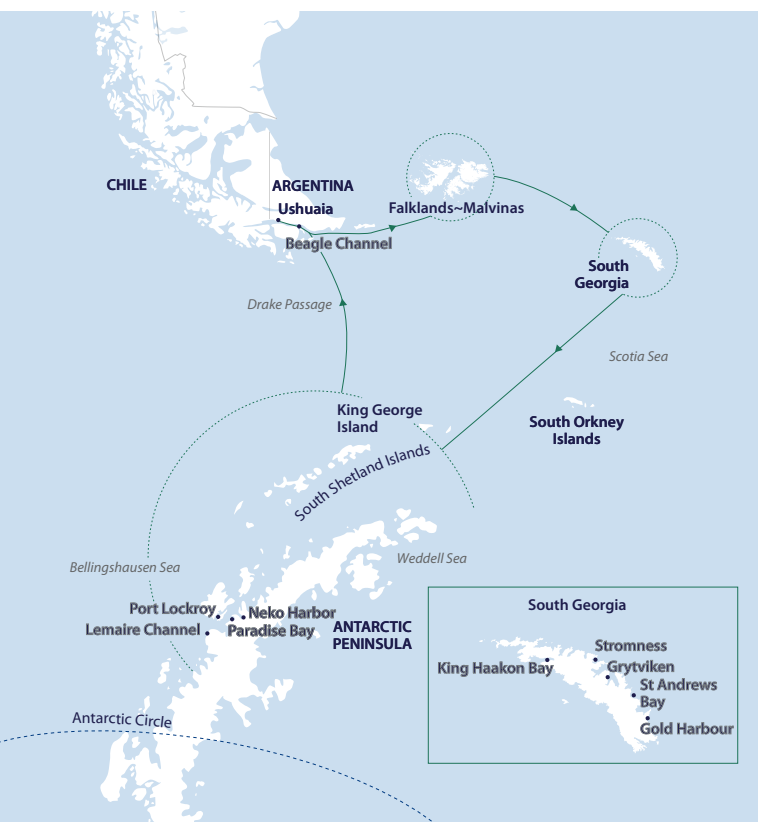 CHILE
ARGENTINA
Ushuaia
Falklands~Malvinas
Beagle Channel
South
Georgia
Drake Passage
Scotia Sea
King George
Island
South Orkney
Islands
South Shetland Islands
Weddell Sea
Bellingshausen Sea
Port Lockroy
Neko Harbor
Lemaire Channel
Paradise Bay
ANTARCTIC
PENINSULA
Antarctic Circle
South Georgia
Stromness
King Haakon Bay
Grytviken
St Andrews
Bay
Gold Harbour